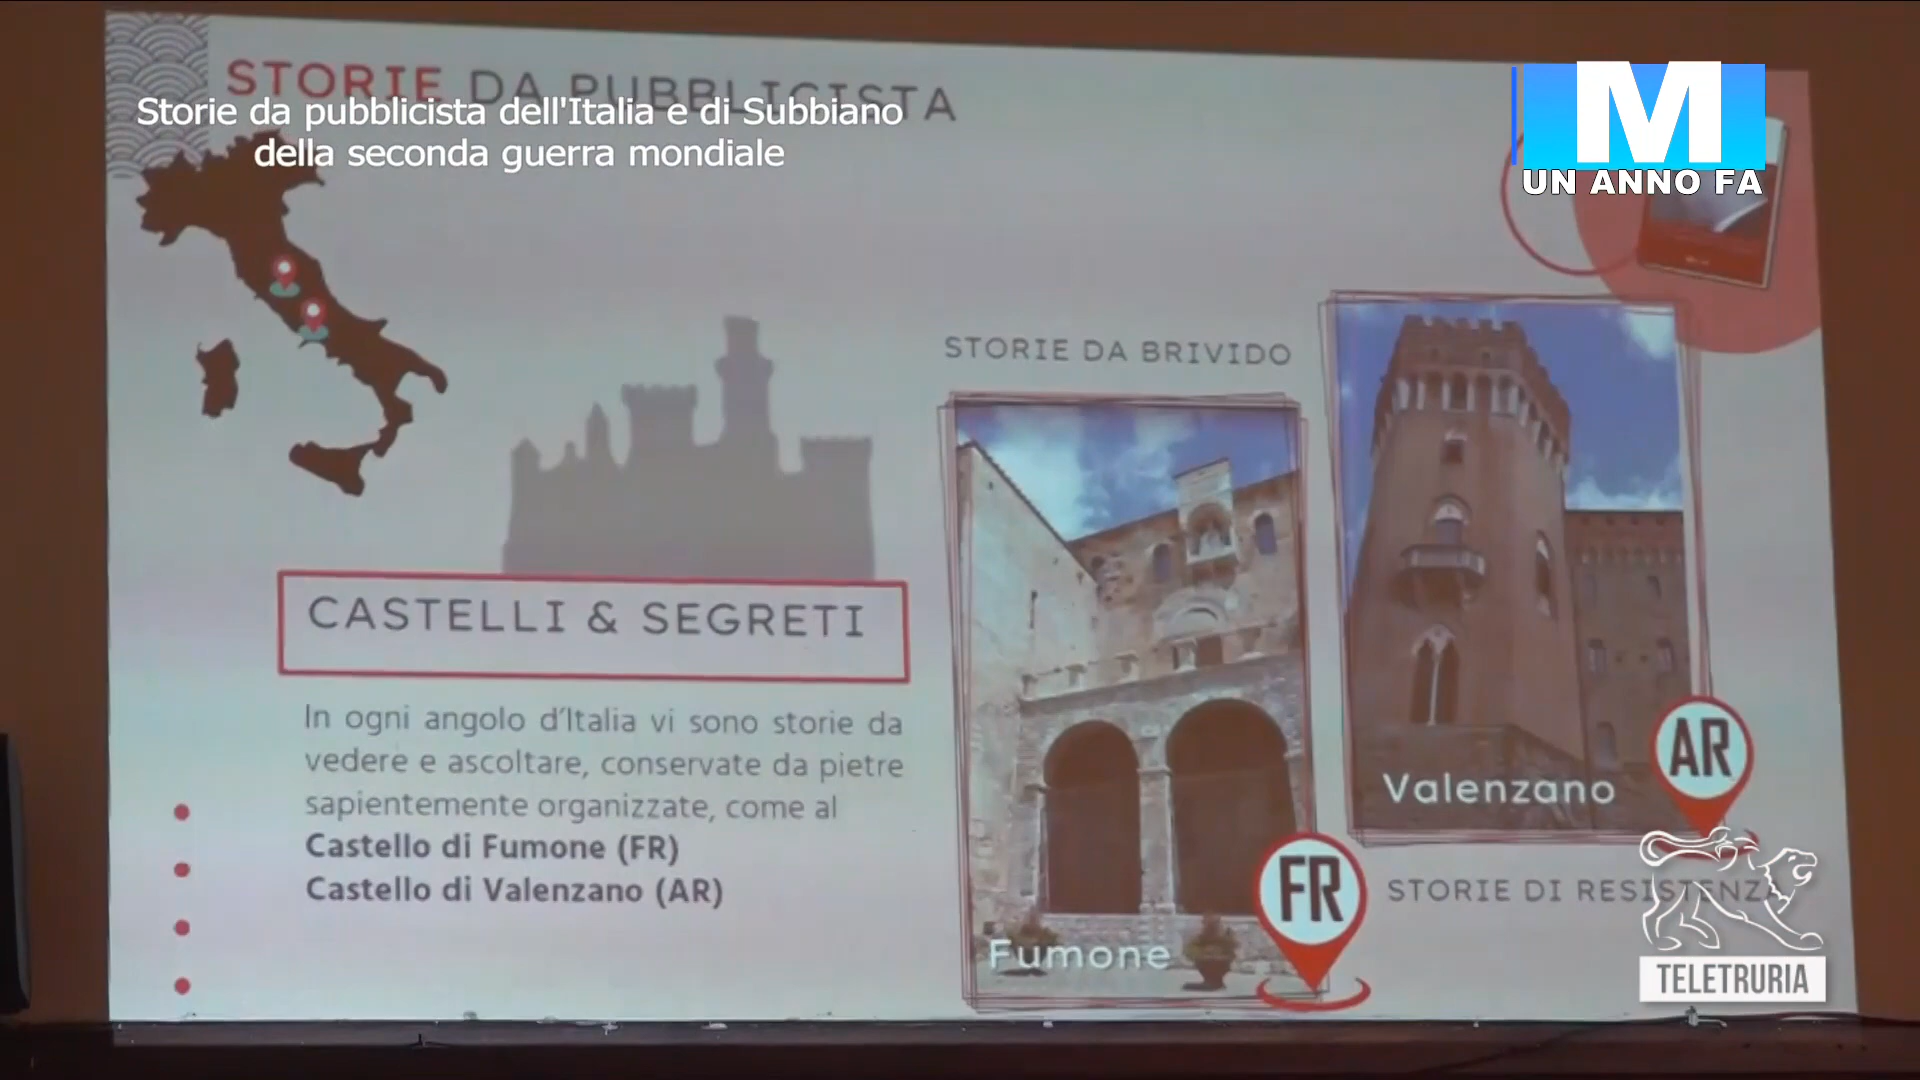 STORIE DA PUBBLICISTA
Storie da pubblicista dell'Italia e di Subbiano
della seconda guerra mondiale
M
UN ANNO FA
STORIE DA BRIVIDO
CASTELLI & SEGRETI
In ogni angolo d'Italia vi sono storie da
vedere e ascoltare, conservate da pietre
sapientemente organizzate, come al
Castello di Fumone (FR)
Castello di Valenzano (AR)
Valenzano
AR
FR
Fumone
STORIE DI RESISTENZA
TELETRURIA